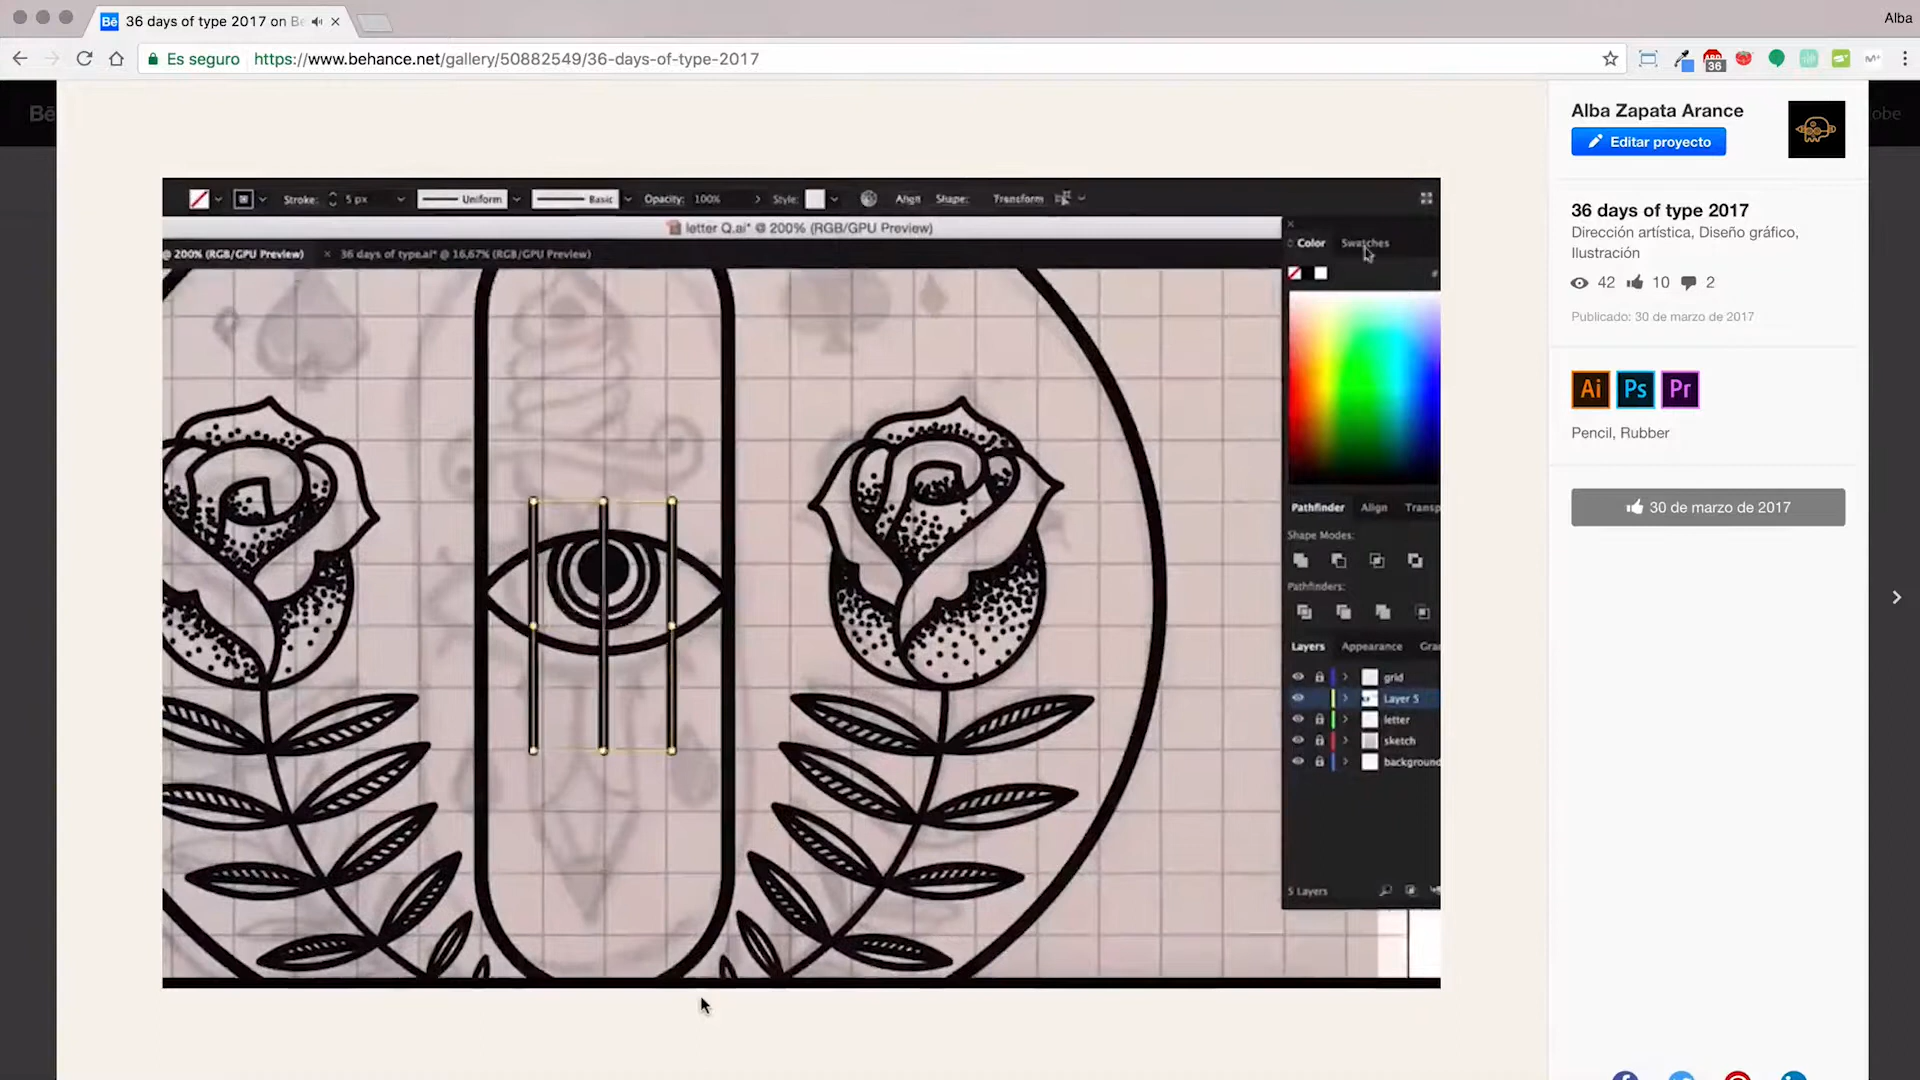 36 days of type 2017 on Be
Alba
Es seguro
https://www.behance.net/gallery/50882549/36-days-of-type-2017
36
Bē
obe
Stroke: 5 px
Uniform
Basic
Opacity: 100%
Style:
Align
Shape:
Transform
letter Q.ai* @ 200% (RGB/GPU Preview)
@ 200% (RGB/GPU Preview)
× 36 days of type.ai* @ 16,67% (RGB/GPU Preview)
Color
Swatches
Pathfinder
Align
Transp
Shape Modes:
Pathfinders:
Layers
Appearance
Gra
grid
Layer 5
letter
sketch
background
5 Layers
Alba Zapata Arance
Editar proyecto
36 days of type 2017
Dirección artística, Diseño gráfico,
Ilustración
42 10 2
Publicado: 30 de marzo de 2017
Ai Ps Pr
Pencil, Rubber
30 de marzo de 2017